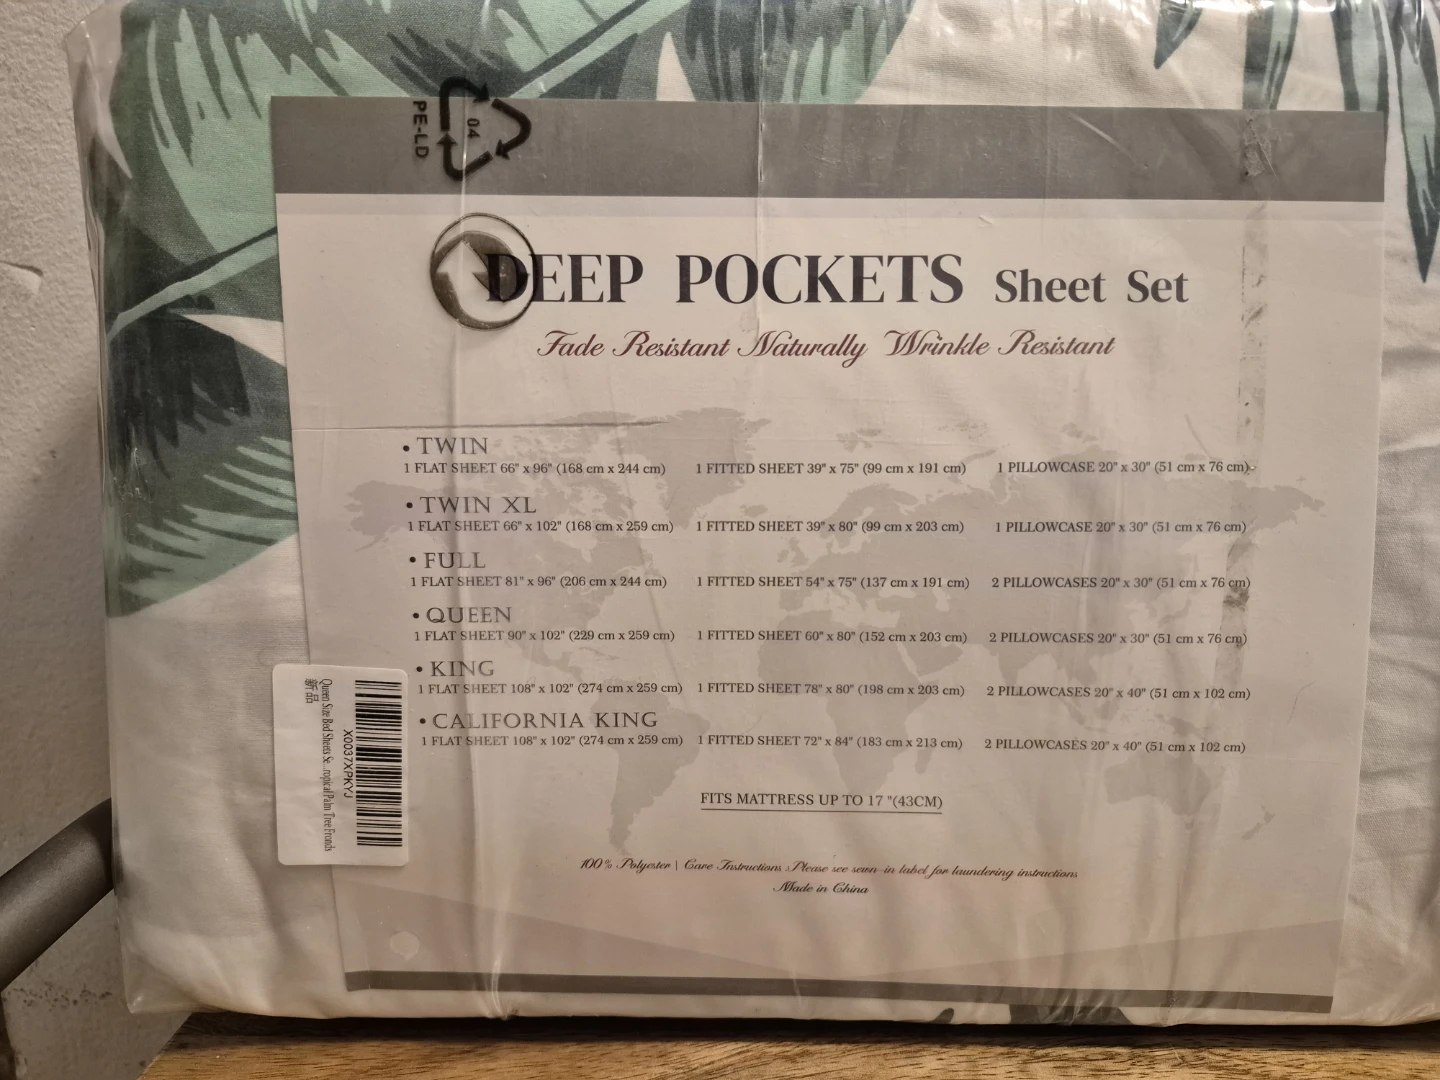 PE-LD
04
DEEP POCKETS Sheet Set
Fade Resistant Naturally Wrinkle Resistant
• TWIN
1 FLAT SHEET 66" x 96" (168 cm x 244 cm) 1 FITTED SHEET 39" x 75" (99 cm x 191 cm) 1 PILLOWCASE 20" x 30" (51 cm x 76 cm)
• TWIN XL
1 FLAT SHEET 66" x 102" (168 cm x 259 cm) 1 FITTED SHEET 39" x 80" (99 cm x 203 cm) 1 PILLOWCASE 20" x 30" (51 cm x 76 cm)
• FULL
1 FLAT SHEET 81" x 96" (206 cm x 244 cm) 1 FITTED SHEET 54" x 75" (137 cm x 191 cm) 2 PILLOWCASES 20" x 30" (51 cm x 76 cm)
• QUEEN
1 FLAT SHEET 90" x 102" (229 cm x 259 cm) 1 FITTED SHEET 60" x 80" (152 cm x 203 cm) 2 PILLOWCASES 20" x 30" (51 cm x 76 cm)
• KING
1 FLAT SHEET 108" x 102" (274 cm x 259 cm) 1 FITTED SHEET 78" x 80" (198 cm x 203 cm) 2 PILLOWCASES 20" x 40" (51 cm x 102 cm)
• CALIFORNIA KING
1 FLAT SHEET 108" x 102" (274 cm x 259 cm) 1 FITTED SHEET 72" x 84" (183 cm x 213 cm) 2 PILLOWCASES 20" x 40" (51 cm x 102 cm)
FITS MATTRESS UP TO 17 "(43CM)
100% Polyester | Care Instructions :Please see sewn-in label for laundering instructions
Made in China
X0037XPKYJ
Queen Size Bed Sheets Se...ropical Palm Tree Fronds
新品